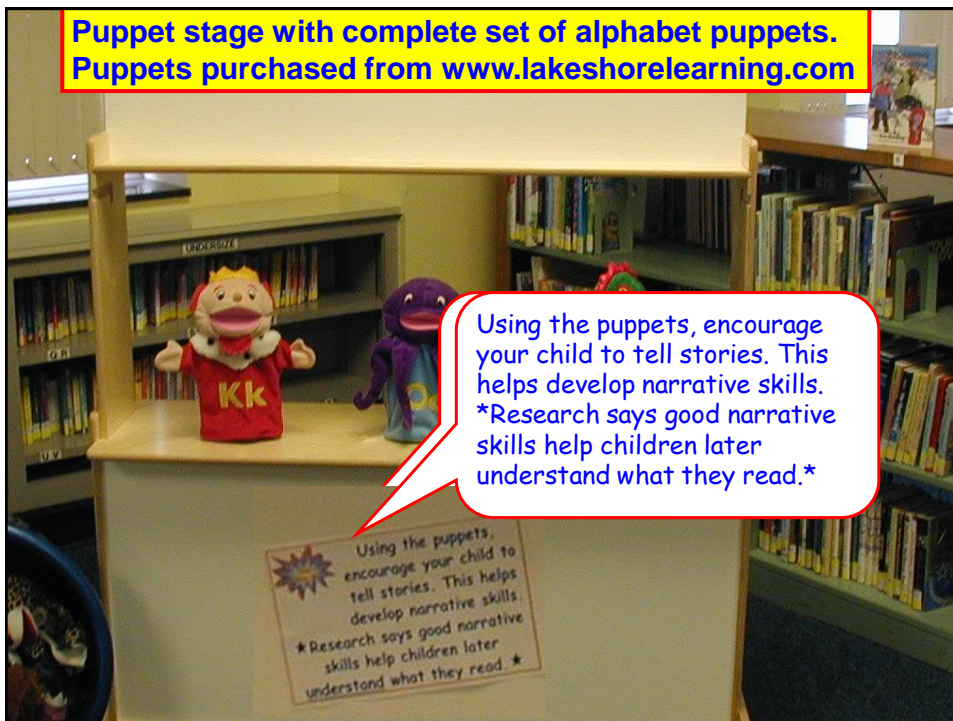 Puppet stage with complete set of alphabet puppets.
Puppets purchased from www.lakeshorelearning.com
UNDERSIZE
Q R
Kk
U V
Using the puppets, encourage
your child to tell stories. This
helps develop narrative skills.
*Research says good narrative
skills help children later
understand what they read.*
Using the puppets,
encourage your child to
tell stories. This helps
develop narrative skills.
★Research says good narrative
skills help children later
understand what they read.★